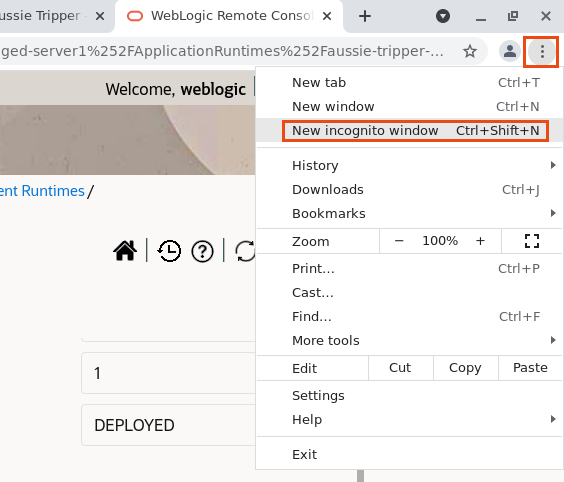 aussie Tripper -
WebLogic Remote Conso
ged-server1%252FApplicationRuntimes%252Faussie-tripper-...
Welcome, weblogic
ent Runtimes /
1
DEPLOYED
New tab Ctrl+T
New window Ctrl+N
New incognito window Ctrl+Shift+N
History
Downloads Ctrl+J
Bookmarks
Zoom − 100% +
Print... Ctrl+P
Cast...
Find... Ctrl+F
More tools
Edit Cut Copy Paste
Settings
Help
Exit